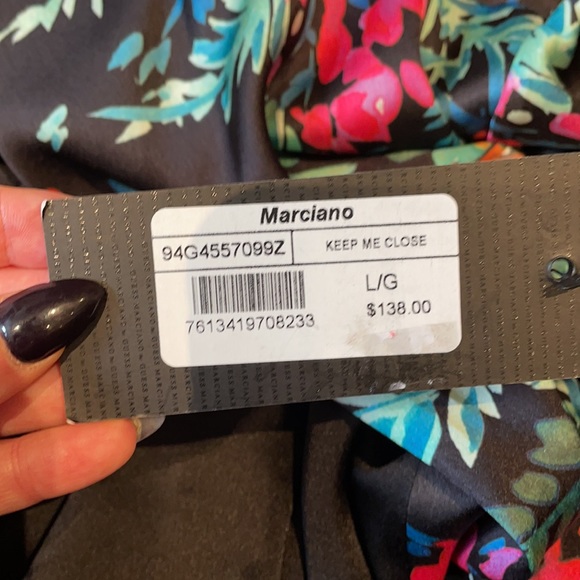 Marciano
94G4557099Z KEEP ME CLOSE
L/G
$138.00
7613419708233